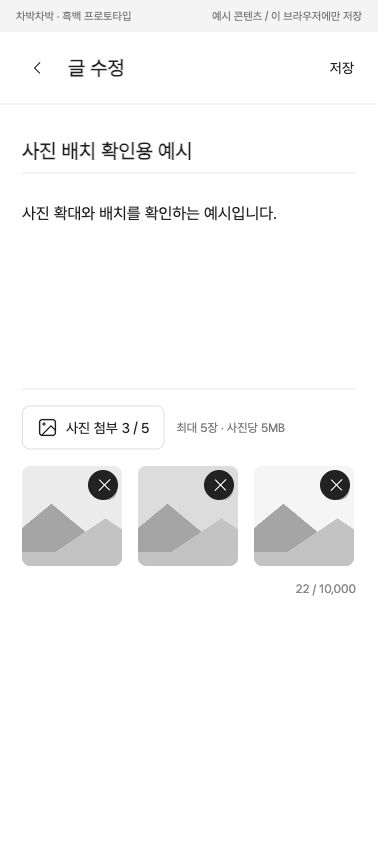 차박차박 · 흑백 프로토타입
예시 콘텐츠 / 이 브라우저에만 저장
글 수정
저장
사진 배치 확인용 예시
사진 확대와 배치를 확인하는 예시입니다.
사진 첨부 3 / 5
최대 5장 · 사진당 5MB
22 / 10,000